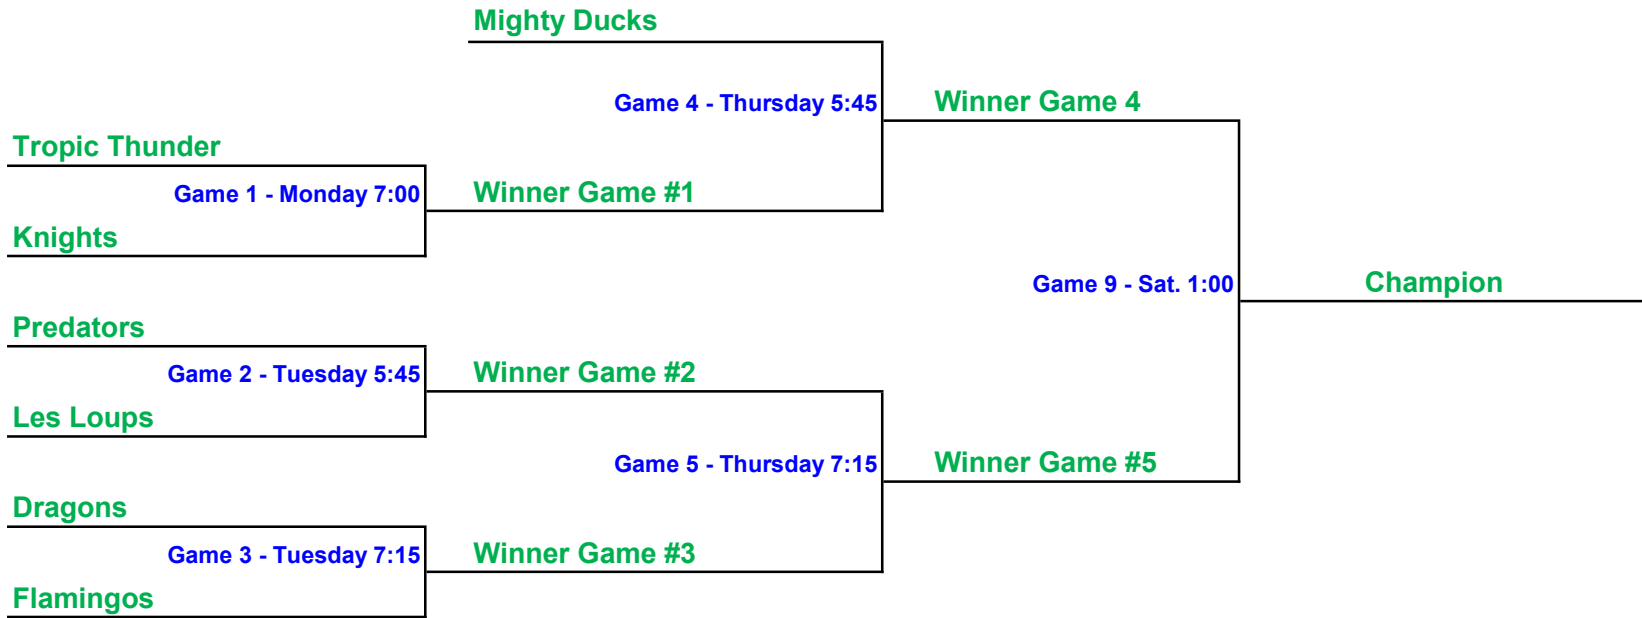 Mighty Ducks
Game 4 - Thursday 5:45
Winner Game 4
Tropic Thunder
Game 1 - Monday 7:00
Winner Game #1
Knights
Game 9 - Sat. 1:00
Champion
Predators
Game 2 - Tuesday 5:45
Winner Game #2
Les Loups
Game 5 - Thursday 7:15
Winner Game #5
Dragons
Game 3 - Tuesday 7:15
Winner Game #3
Flamingos